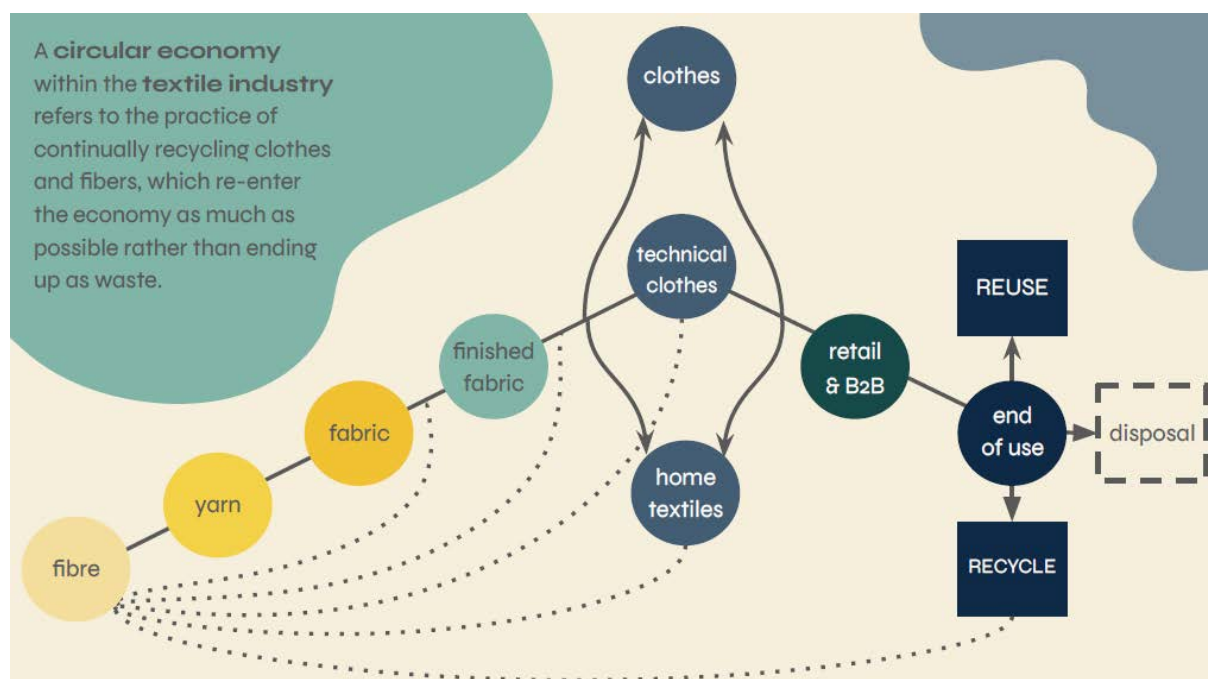 A circular economy
within the textile industry
refers to the practice of
continually recycling clothes
and fibers, which re-enter
the economy as much as
possible rather than ending
up as waste.
clothes
technical
clothes
REUSE
finished
fabric
retail
& B2B
fabric
end
of use
disposal
home
textiles
yarn
fibre
RECYCLE